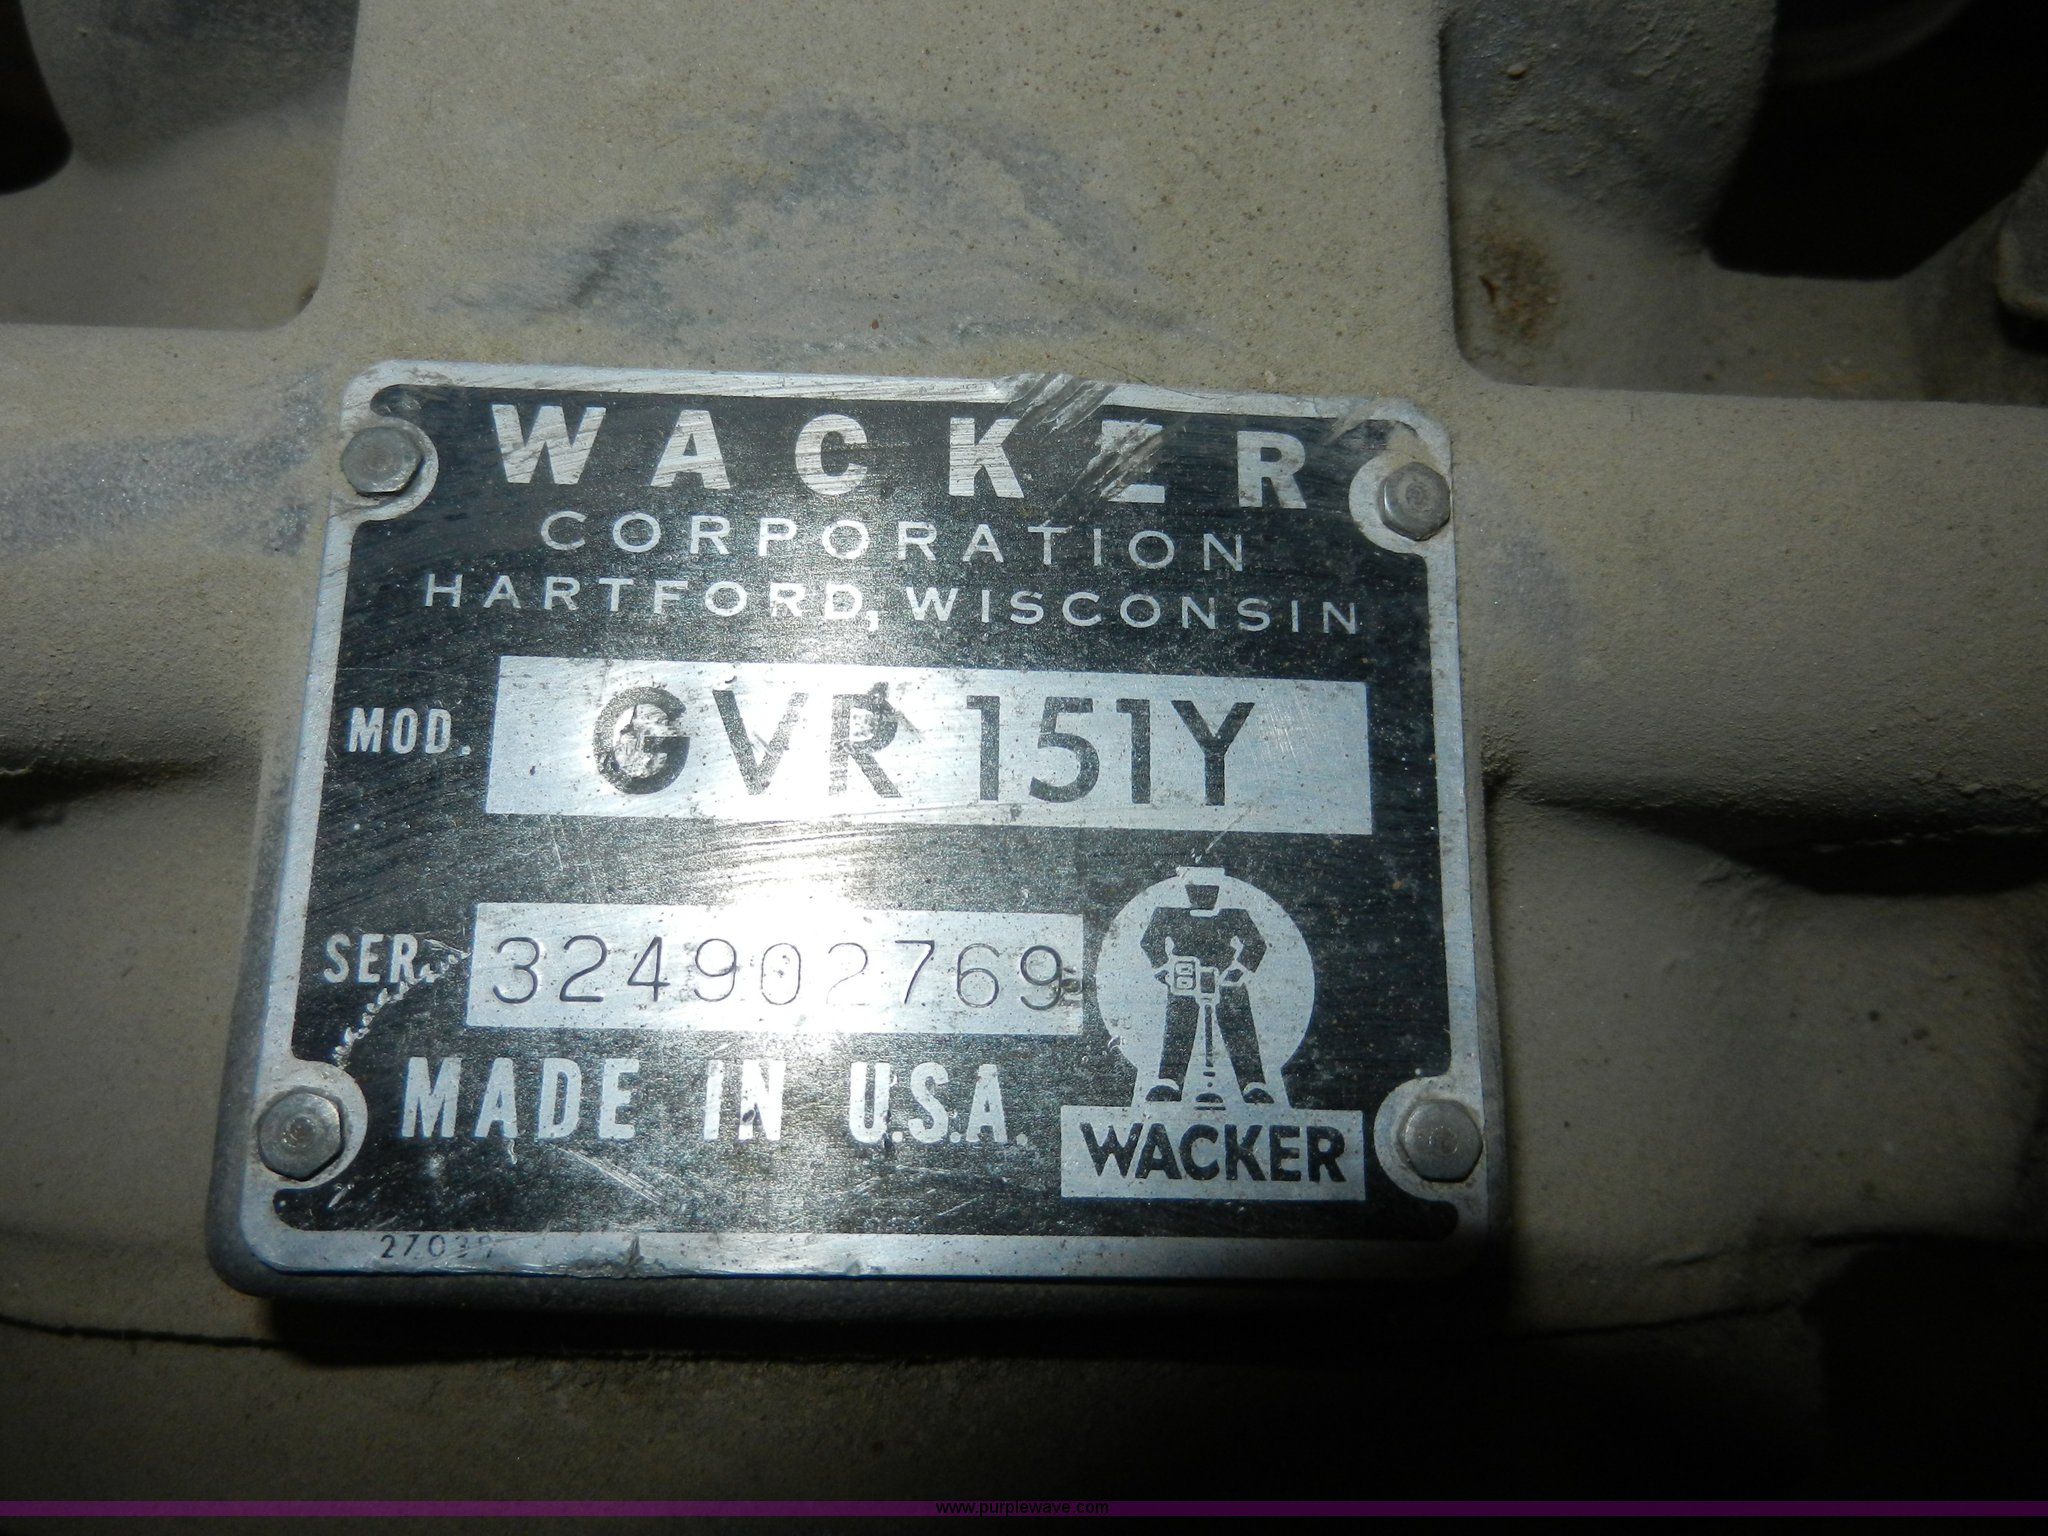 WACKER
CORPORATION
HARTFORD, WISCONSIN
MOD. GVR 151Y
SER. 324902769
MADE IN U.S.A.
WACKER
www.purplewave.com